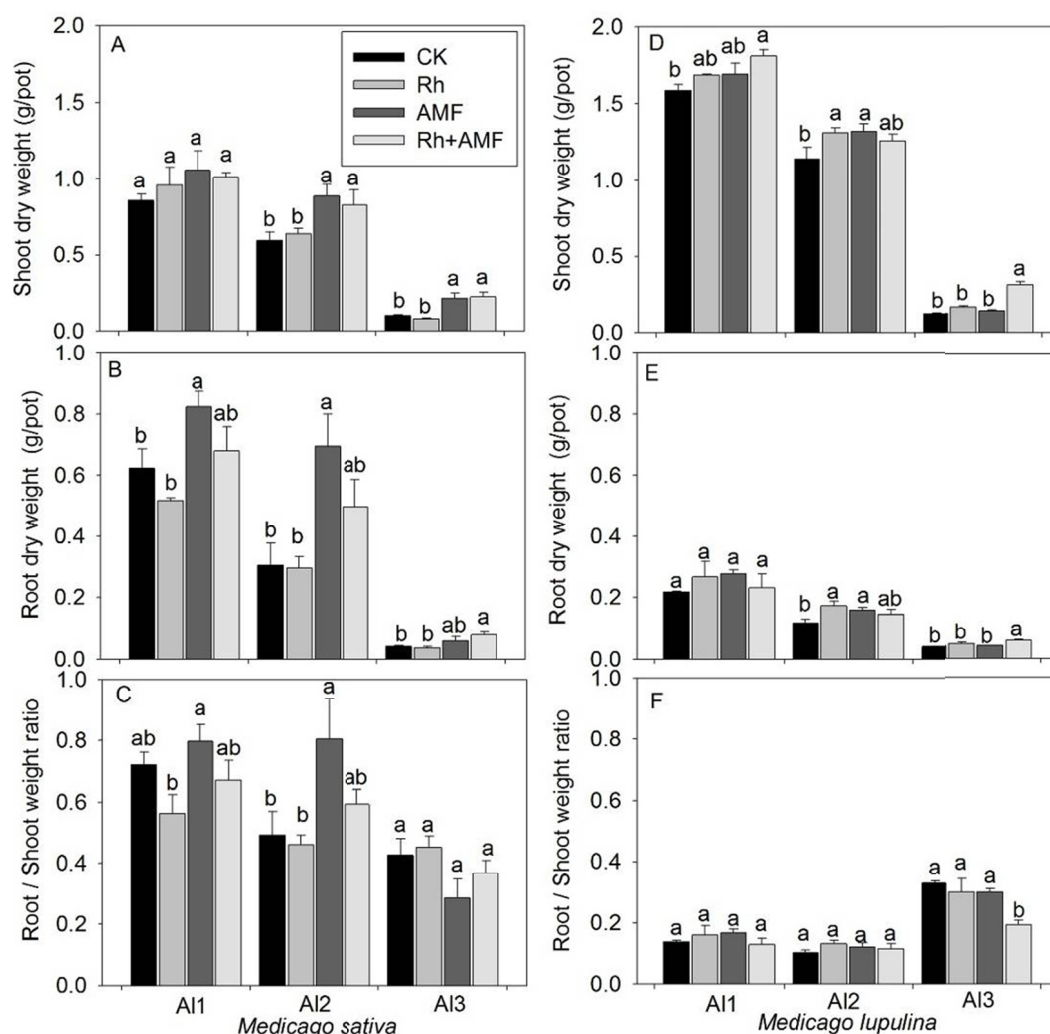 A
CK
Rh
AMF
Rh+AMF
Shoot dry weight (g/pot)
2.0
1.5
1.0
0.5
0.0
a a a a
b b a a
b b a a
D
Shoot dry weight (g/pot)
2.0
1.5
1.0
0.5
0.0
b ab ab a
b a a ab
b b b a
B
Root dry weight (g/pot)
1.0
0.8
0.6
0.4
0.2
0.0
b b a ab
b b a ab
b b ab a
E
Root dry weight (g/pot)
1.0
0.8
0.6
0.4
0.2
0.0
a a a a
b a a ab
b b b a
C
Root / Shoot weight ratio
1.0
0.8
0.6
0.4
0.2
0.0
ab b a ab
b b a ab
a a a a
Al1 Al2 Al3
Medicago sativa
F
Root / Shoot weight ratio
1.0
0.8
0.6
0.4
0.2
0.0
a a a a
a a a a
a a a b
Al1 Al2 Al3
Medicago lupulina